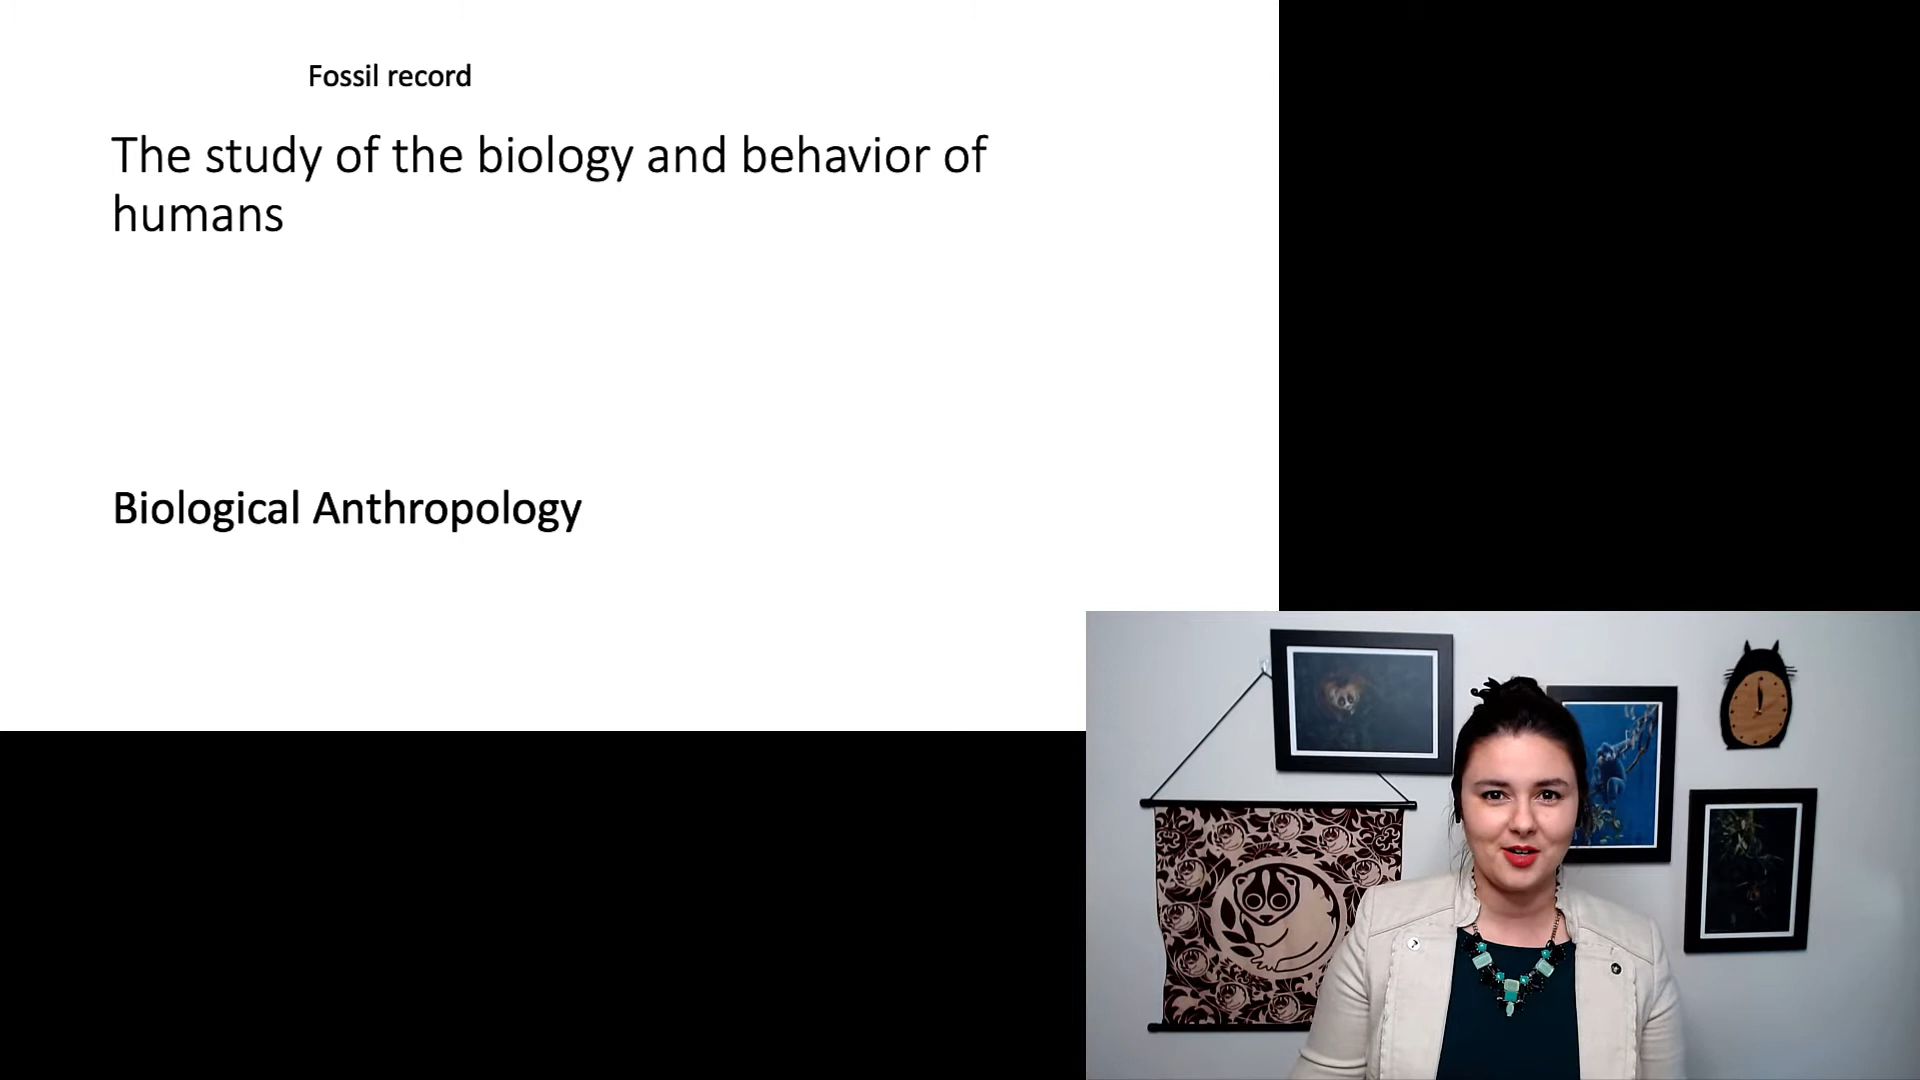 Fossil record
The study of the biology and behavior of
humans
Biological Anthropology